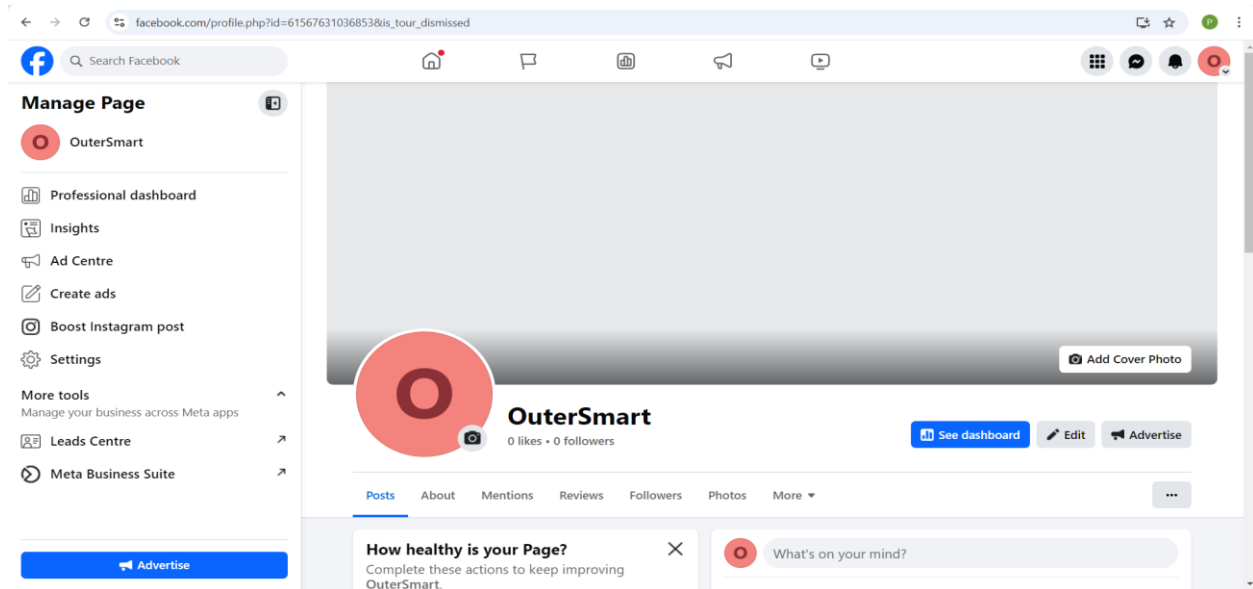 facebook.com/profile.php?id=61567631036853&is_tour_dismissed
P
Search Facebook
O
Manage Page
O
OuterSmart
Professional dashboard
Insights
Ad Centre
Create ads
Boost Instagram post
Settings
More tools
Manage your business across Meta apps
Leads Centre
Meta Business Suite
Advertise
Add Cover Photo
O
OuterSmart
0 likes • 0 followers
See dashboard
Edit
Advertise
Posts About Mentions Reviews Followers Photos More
How healthy is your Page?
Complete these actions to keep improving
OuterSmart.
O
What's on your mind?